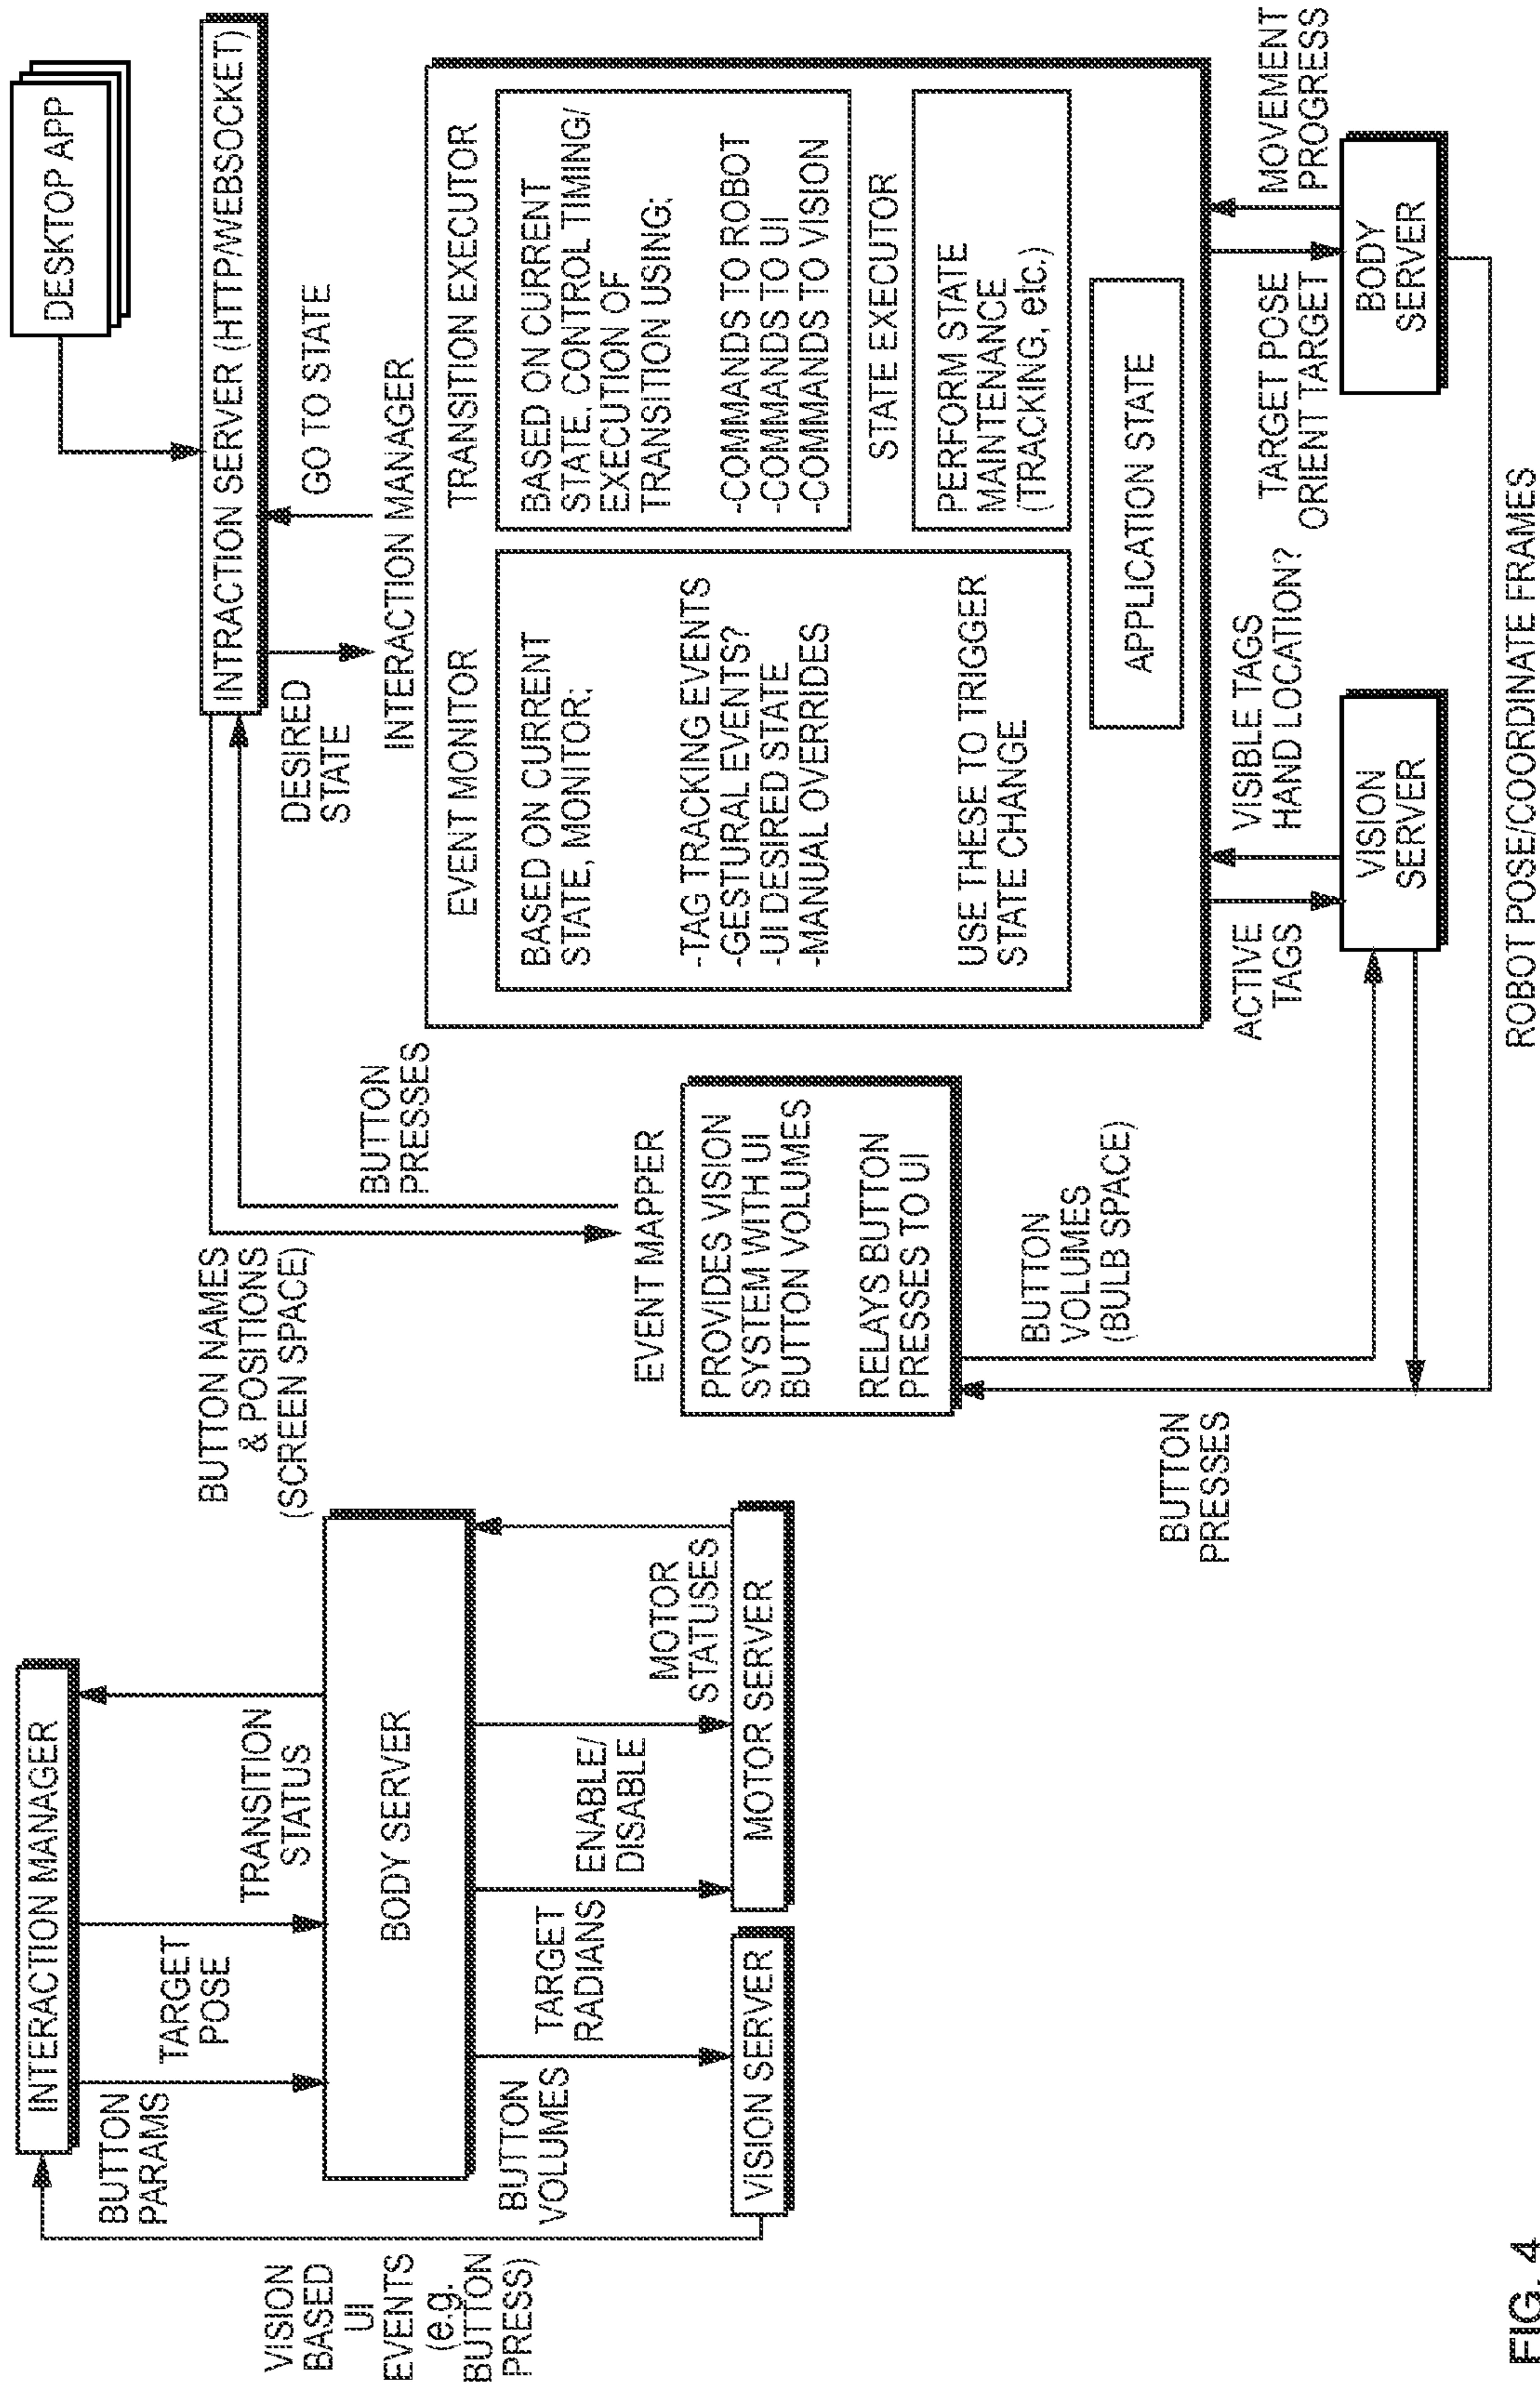 INTERACTION MANAGER
BUTTON
PARAMS
TARGET
POSE
TRANSITION
STATUS
BODY SERVER
VISION
BASED
UI
EVENTS
(e.g.
BUTTON
PRESS)
BUTTON
VOLUMES
TARGET
RADIANS
ENABLE/
DISABLE
MOTOR
STATUSES
VISION SERVER
MOTOR SERVER
DESKTOP APP
INTRACTION SERVER (HTTP/WEBSOCKET)
BUTTON NAMES
& POSITIONS
(SCREEN SPACE)
BUTTON
PRESSES
DESIRED
STATE
GO TO STATE
INTERACTION MANAGER
EVENT MONITOR
BASED ON CURRENT
STATE, MONITOR:
-TAG TRACKING EVENTS
-GESTURAL EVENTS?
-UI DESIRED STATE
-MANUAL OVERRIDES
USE THESE TO TRIGGER
STATE CHANGE
TRANSITION EXECUTOR
BASED ON CURRENT
STATE, CONTROL TIMING/
EXECUTION OF
TRANSITION USING:
-COMMANDS TO ROBOT
-COMMANDS TO UI
-COMMANDS TO VISION
STATE EXECUTOR
PERFORM STATE
MAINTENANCE
(TRACKING, etc.)
APPLICATION STATE
EVENT MAPPER
PROVIDES VISION
SYSTEM WITH UI
BUTTON VOLUMES
RELAYS BUTTON
PRESSES TO UI
BUTTON
VOLUMES
(BULB SPACE)
BUTTON
PRESSES
ACTIVE
TAGS
VISIBLE TAGS
HAND LOCATION?
TARGET POSE
ORIENT TARGET
MOVEMENT
PROGRESS
VISION
SERVER
BODY
SERVER
ROBOT POSE/COORDINATE FRAMES
FIG. 4